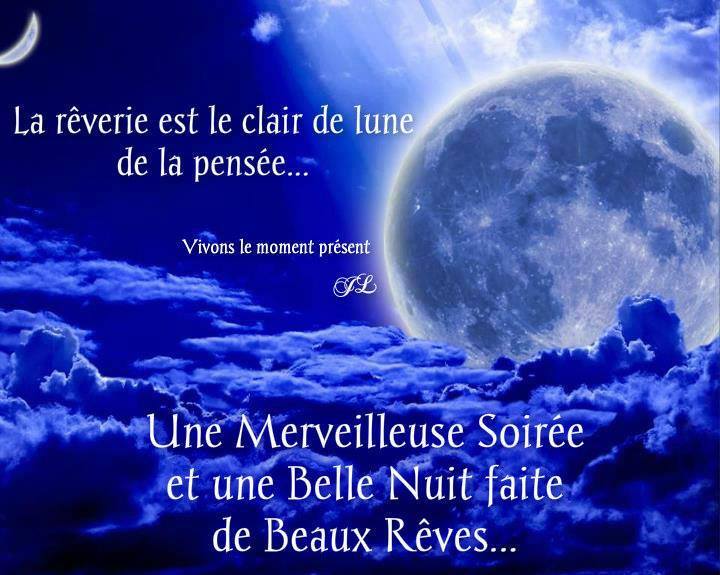 La rêverie est le clair de lune
de la pensée...
Vivons le moment présent
JL
Une Merveilleuse Soirée
et une Belle Nuit faite
de Beaux Rêves...